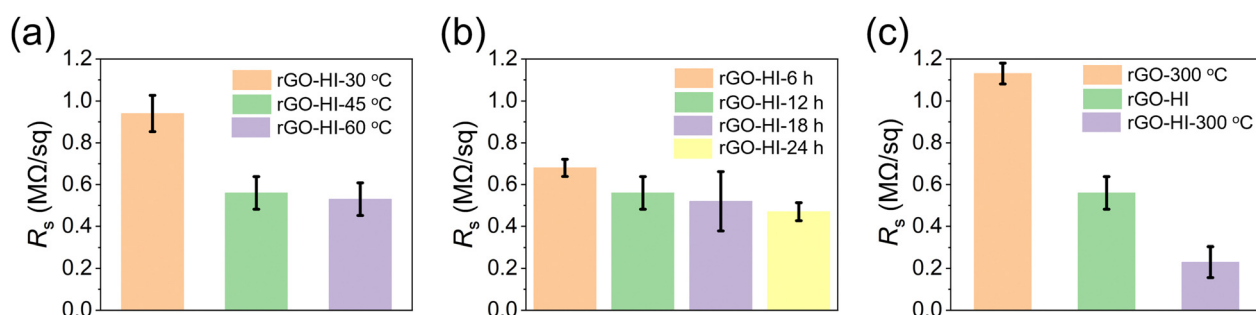 (a)
Rs (MΩ/sq)
1.2
1.0
0.8
0.6
0.4
0.2
0.0
rGO-HI-30 °C
rGO-HI-45 °C
rGO-HI-60 °C
(b)
Rs (MΩ/sq)
1.2
1.0
0.8
0.6
0.4
0.2
0.0
rGO-HI-6 h
rGO-HI-12 h
rGO-HI-18 h
rGO-HI-24 h
(c)
Rs (MΩ/sq)
1.2
1.0
0.8
0.6
0.4
0.2
0.0
rGO-300 °C
rGO-HI
rGO-HI-300 °C